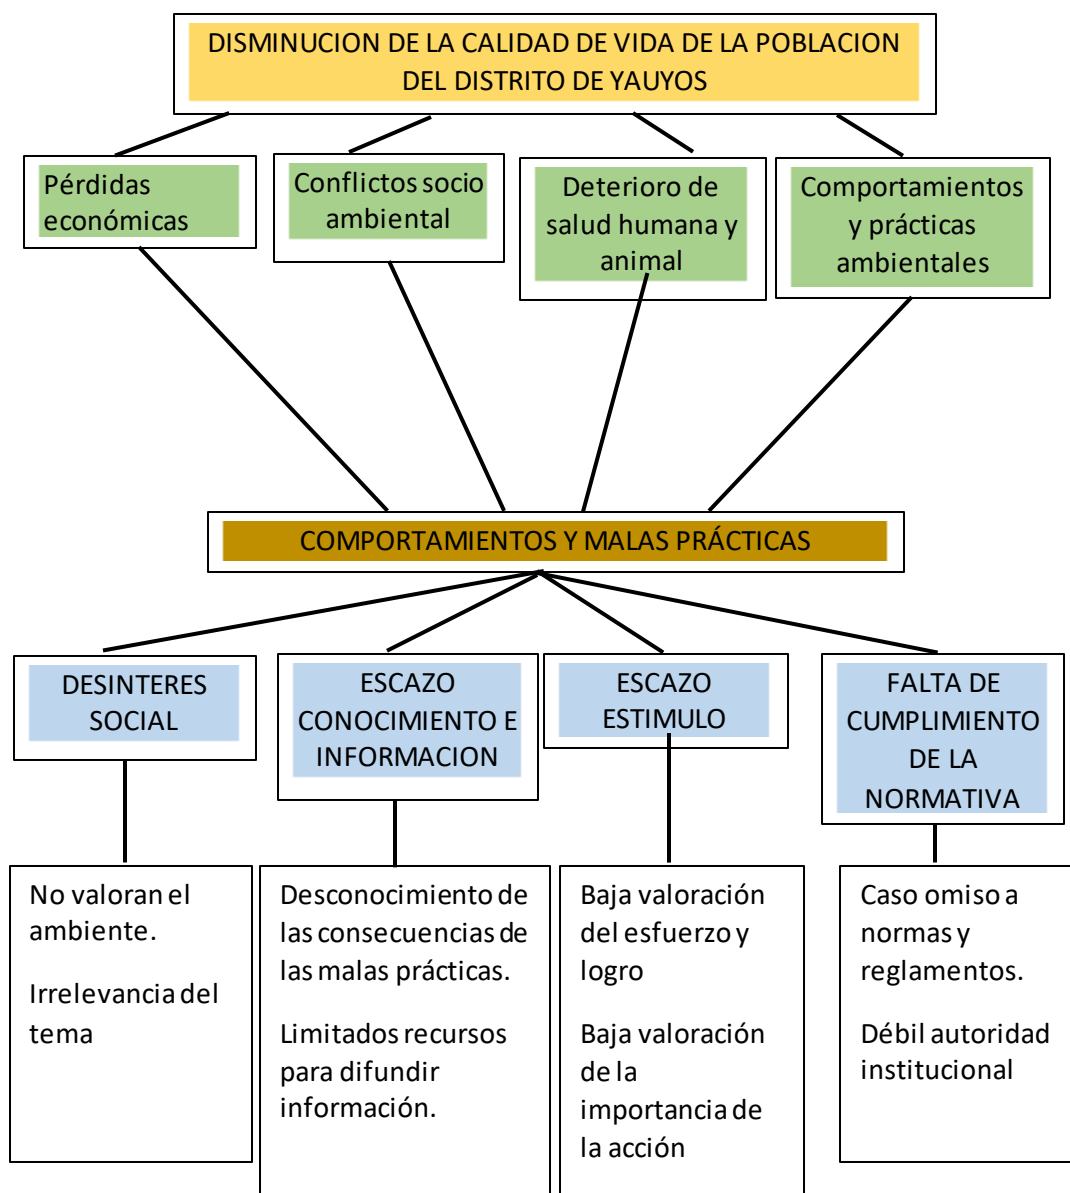 DISMINUCION DE LA CALIDAD DE VIDA DE LA POBLACION
DEL DISTRITO DE YAUYOS
Pérdidas
económicas
Conflictos socio
ambiental
Deterioro de
salud humana y
animal
Comportamientos
y prácticas
ambientales
COMPORTAMIENTOS Y MALAS PRÁCTICAS
DESINTERES
SOCIAL
ESCAZO
CONOCIMIENTO E
INFORMACION
ESCAZO
ESTIMULO
FALTA DE
CUMPLIMIENTO
DE LA
NORMATIVA
No valoran el
ambiente.
Irrelevancia del
tema
Desconocimiento de
las consecuencias de
las malas prácticas.
Limitados recursos
para difundir
información.
Baja valoración
del esfuerzo y
logro
Baja valoración
de la
importancia de
la acción
Caso omiso a
normas y
reglamentos.
Débil autoridad
institucional